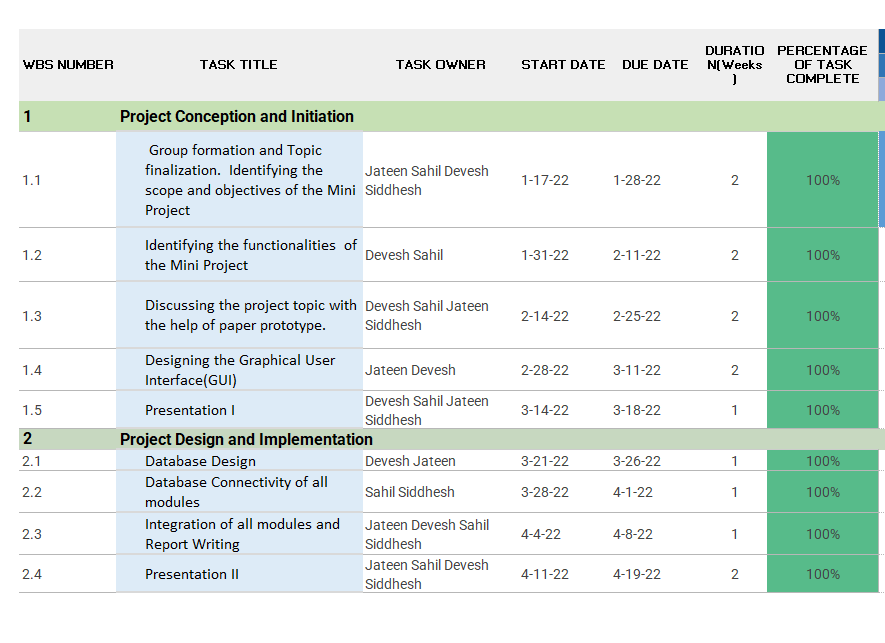 WBS NUMBER TASK TITLE TASK OWNER START DATE DUE DATE DURATIO N(Weeks ) PERCENTAGE OF TASK COMPLETE
1 Project Conception and Initiation
1.1 Group formation and Topic finalization. Identifying the scope and objectives of the Mini Project Jateen Sahil Devesh Siddhesh 1-17-22 1-28-22 2 100%
1.2 Identifying the functionalities of the Mini Project Devesh Sahil 1-31-22 2-11-22 2 100%
1.3 Discussing the project topic with the help of paper prototype. Devesh Sahil Jateen Siddhesh 2-14-22 2-25-22 2 100%
1.4 Designing the Graphical User Interface(GUI) Jateen Devesh 2-28-22 3-11-22 2 100%
1.5 Presentation I Devesh Sahil Jateen Siddhesh 3-14-22 3-18-22 1 100%
2 Project Design and Implementation
2.1 Database Design Devesh Jateen 3-21-22 3-26-22 1 100%
2.2 Database Connectivity of all modules Sahil Siddhesh 3-28-22 4-1-22 1 100%
2.3 Integration of all modules and Report Writing Jateen Devesh Sahil Siddhesh 4-4-22 4-8-22 1 100%
2.4 Presentation II Jateen Sahil Devesh Siddhesh 4-11-22 4-19-22 2 100%